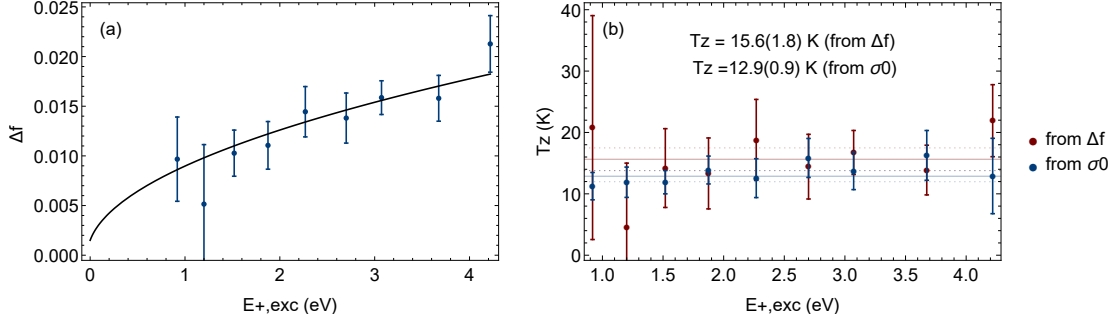 (a)
0.025
0.020
0.015
0.010
0.005
0.000
Δf
0
1
2
3
4
E+,exc (eV)
(b)
Tz = 15.6(1.8) K (from Δf)
Tz =12.9(0.9) K (from σ0)
40
30
20
10
0
Tz (K)
1.0
1.5
2.0
2.5
3.0
3.5
4.0
E+,exc (eV)
from Δf
from σ0